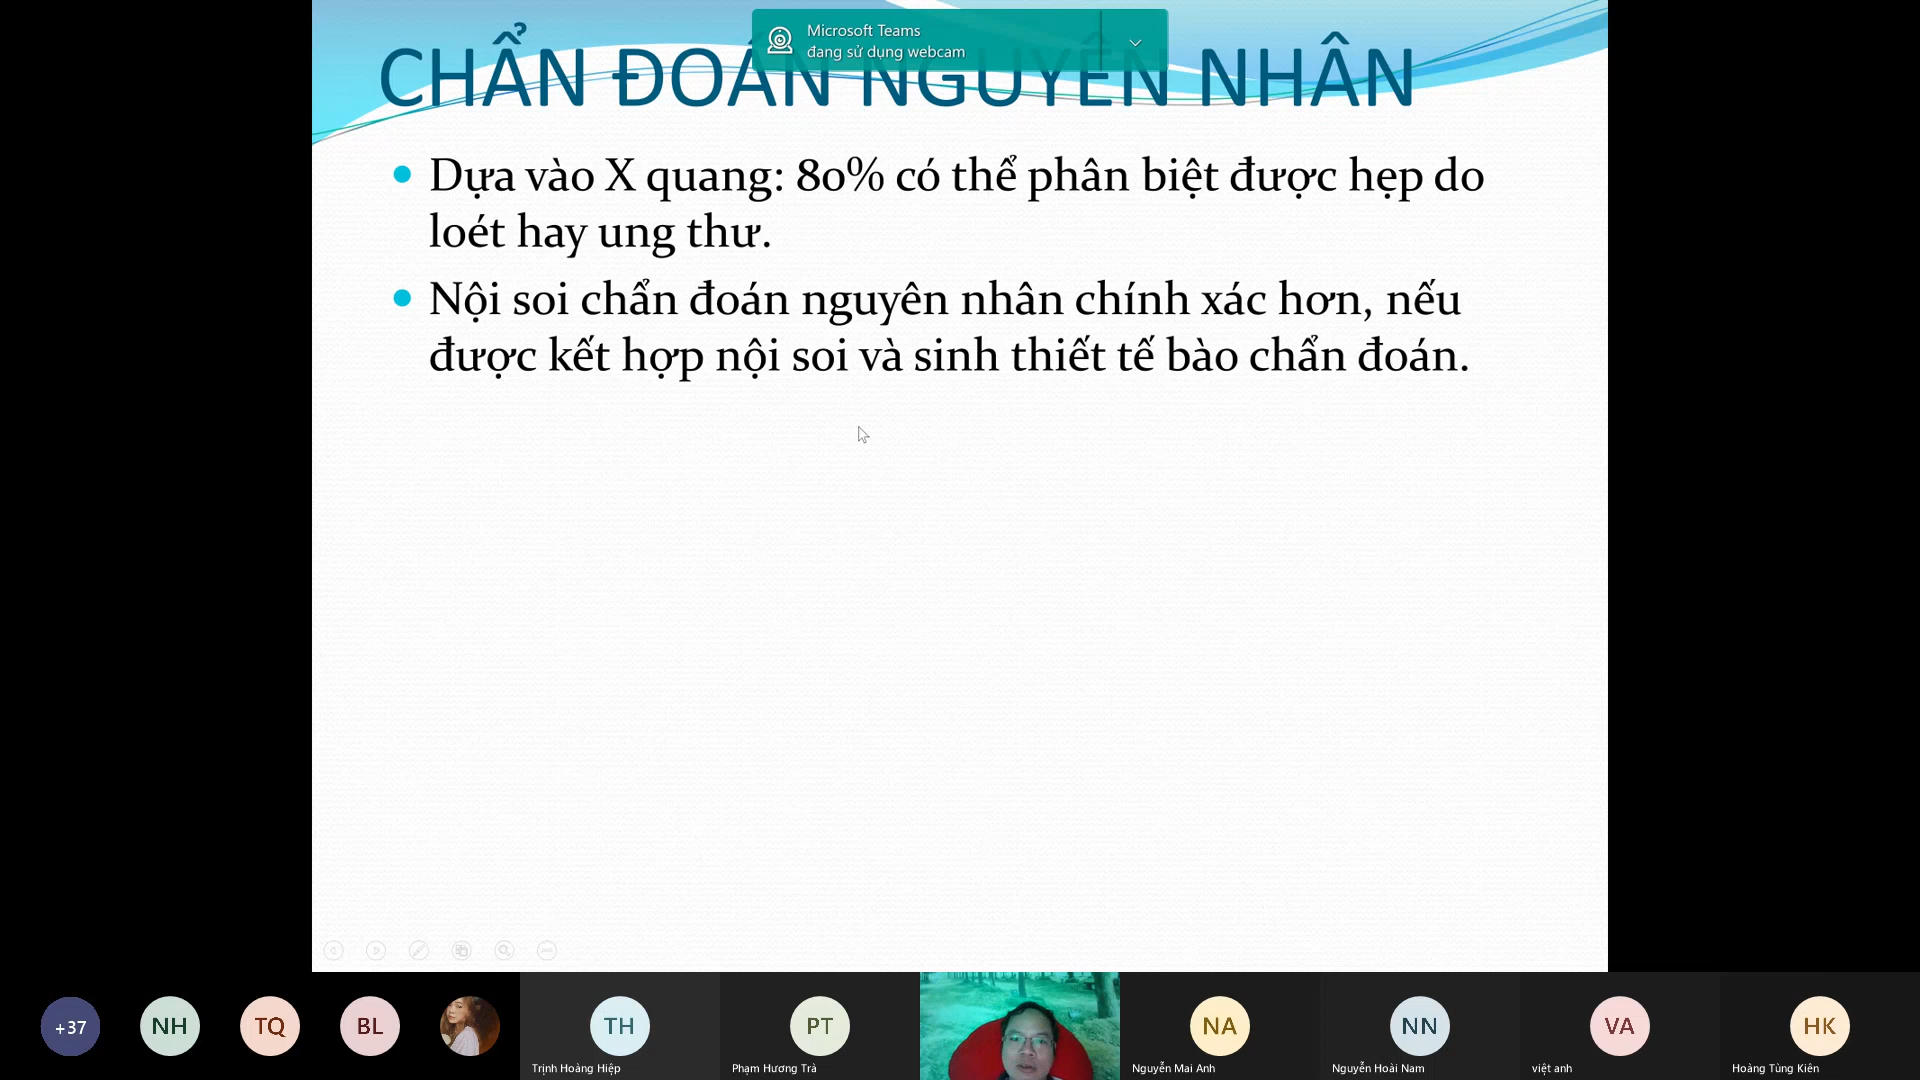 Microsoft Teams
đang sử dụng webcam
CHẨN ĐOÁN NGUYÊN NHÂN
Dựa vào X quang: 80% có thể phân biệt được hẹp do
loét hay ung thư.
Nội soi chẩn đoán nguyên nhân chính xác hơn, nếu
được kết hợp nội soi và sinh thiết tế bào chẩn đoán.
+37
NH
TQ
BL
TH
PT
NA
NN
VA
HK
Trịnh Hoàng Hiệp
Phạm Hương Trà
Nguyễn Mai Anh
Nguyễn Hoài Nam
việt anh
Hoàng Tùng Kiên